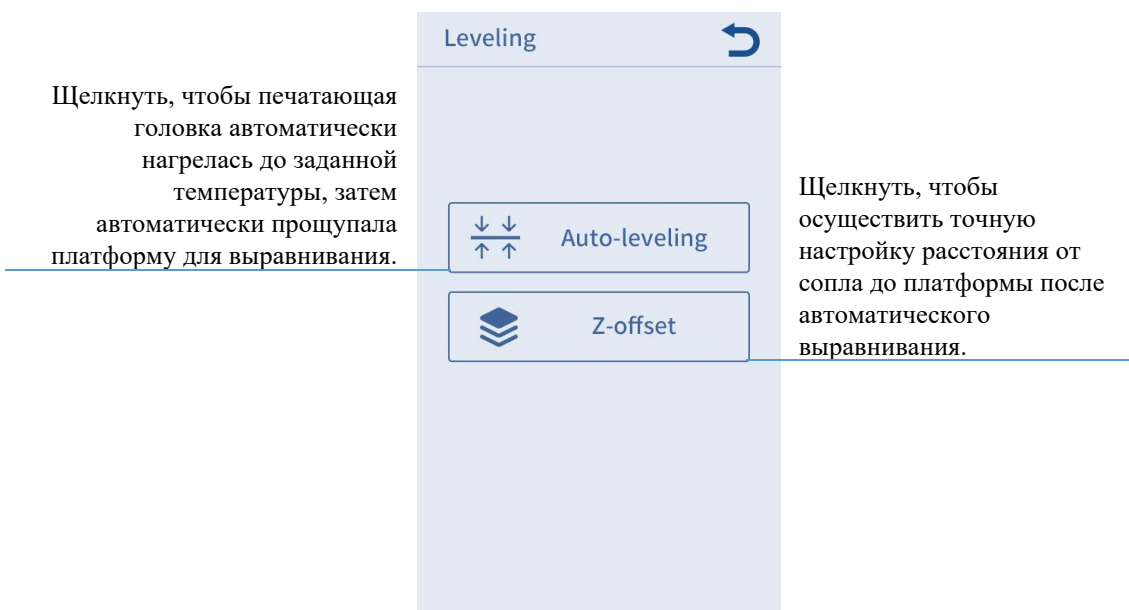 Leveling
Щелкнуть, чтобы печатающая
головка автоматически
нагрелась до заданной
температуры, затем
автоматически прощупала
платформу для выравнивания.
Auto-leveling
Z-offset
Щелкнуть, чтобы
осуществить точную
настройку расстояния от
сопла до платформы после
автоматического
выравнивания.